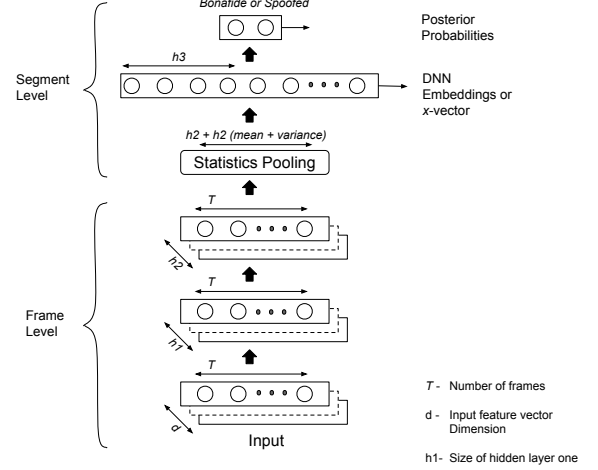 Bonafide or Spoofed
Posterior
Probabilities
h3
Segment
Level
DNN
Embeddings or
x-vector
h2 + h2 (mean + variance)
Statistics Pooling
T
h2
T
Frame
Level
h1
T
d
Input
T - Number of frames
d - Input feature vector
Dimension
h1- Size of hidden layer one